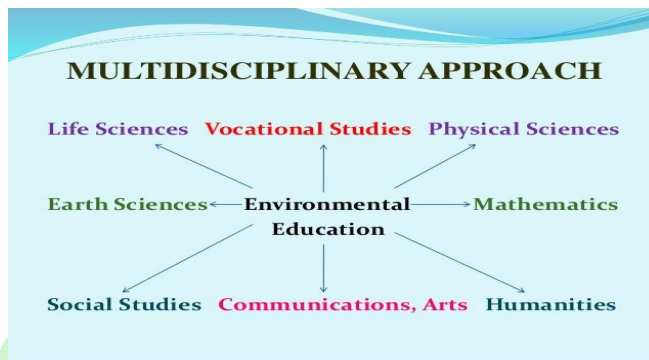 MULTIDISCIPLINARY APPROACH
Life Sciences Vocational Studies Physical Sciences
Earth Sciences Environmental Mathematics
Education
Social Studies Communications, Arts Humanities